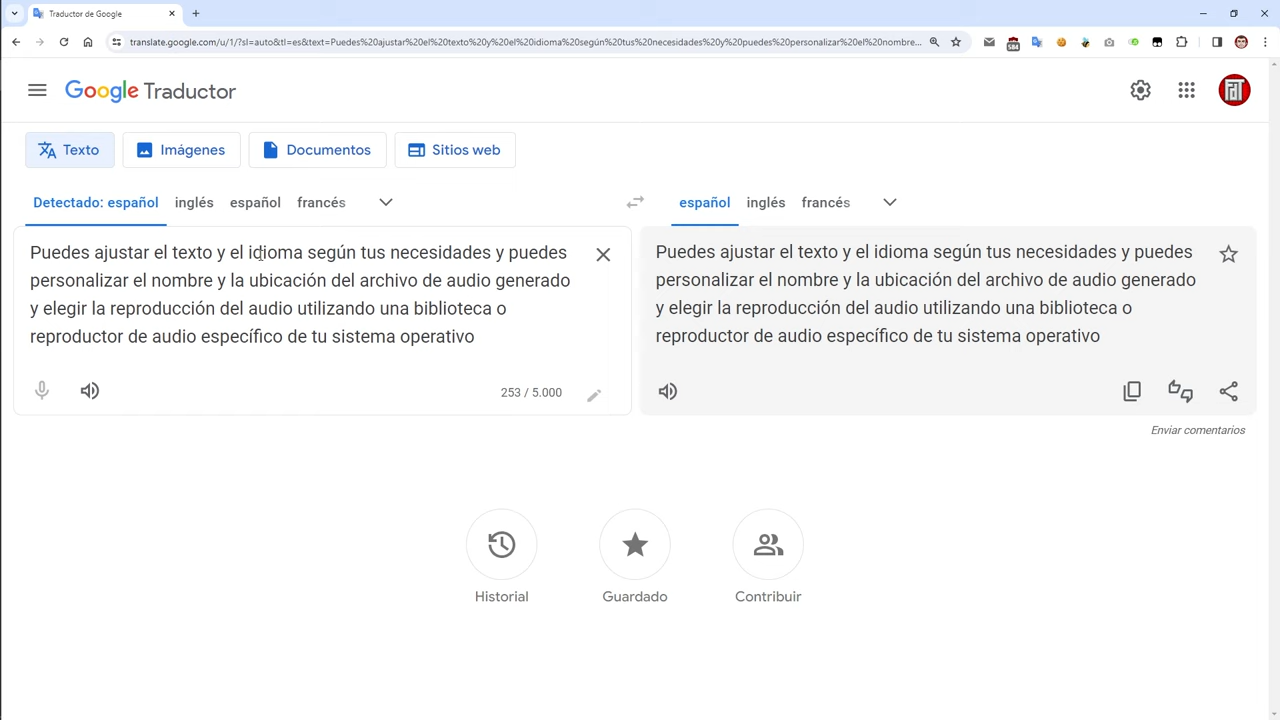 Traductor de Google
translate.google.com/u/1/?sl=auto&tl=es&text=Puedes%20ajustar%20el%20texto%20y%20el%20idioma%20según%20tus%20necesidades%20y%20puedes%20personalizar%20el%20nombre...
584
Google Traductor
Texto
Imágenes
Documentos
Sitios web
Detectado: español
inglés
español
francés
español
inglés
francés
Puedes ajustar el texto y el idioma según tus necesidades y puedes
personalizar el nombre y la ubicación del archivo de audio generado
y elegir la reproducción del audio utilizando una biblioteca o
reproductor de audio específico de tu sistema operativo
253 / 5.000
Puedes ajustar el texto y el idioma según tus necesidades y puedes
personalizar el nombre y la ubicación del archivo de audio generado
y elegir la reproducción del audio utilizando una biblioteca o
reproductor de audio específico de tu sistema operativo
Enviar comentarios
Historial
Guardado
Contribuir